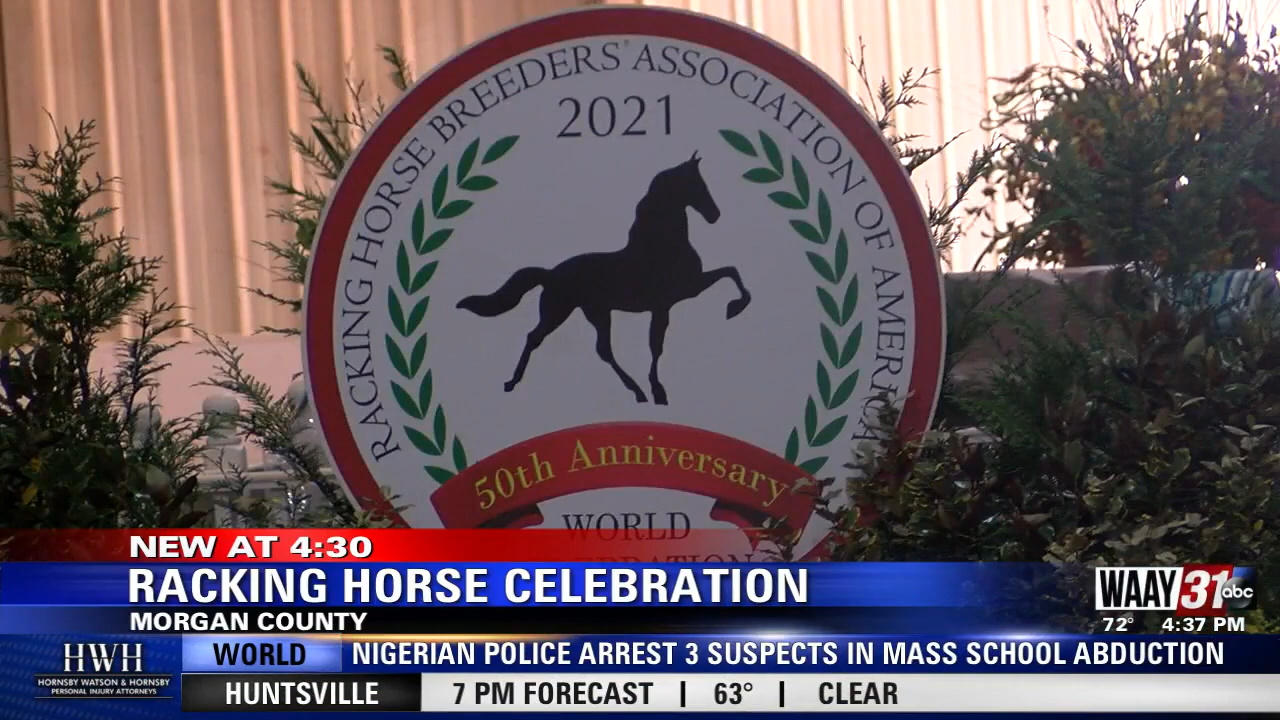 RACKING HORSE BREEDERS' ASSOCIATION OF AMERICA
2021
50th Anniversary
WORLD
NEW AT 4:30
RACKING HORSE CELEBRATION
MORGAN COUNTY
WAAY 31 abc
72° 4:37 PM
HWH
HORNSBY WATSON & HORNSBY
PERSONAL INJURY ATTORNEYS
WORLD NIGERIAN POLICE ARREST 3 SUSPECTS IN MASS SCHOOL ABDUCTION
HUNTSVILLE 7 PM FORECAST | 63° | CLEAR